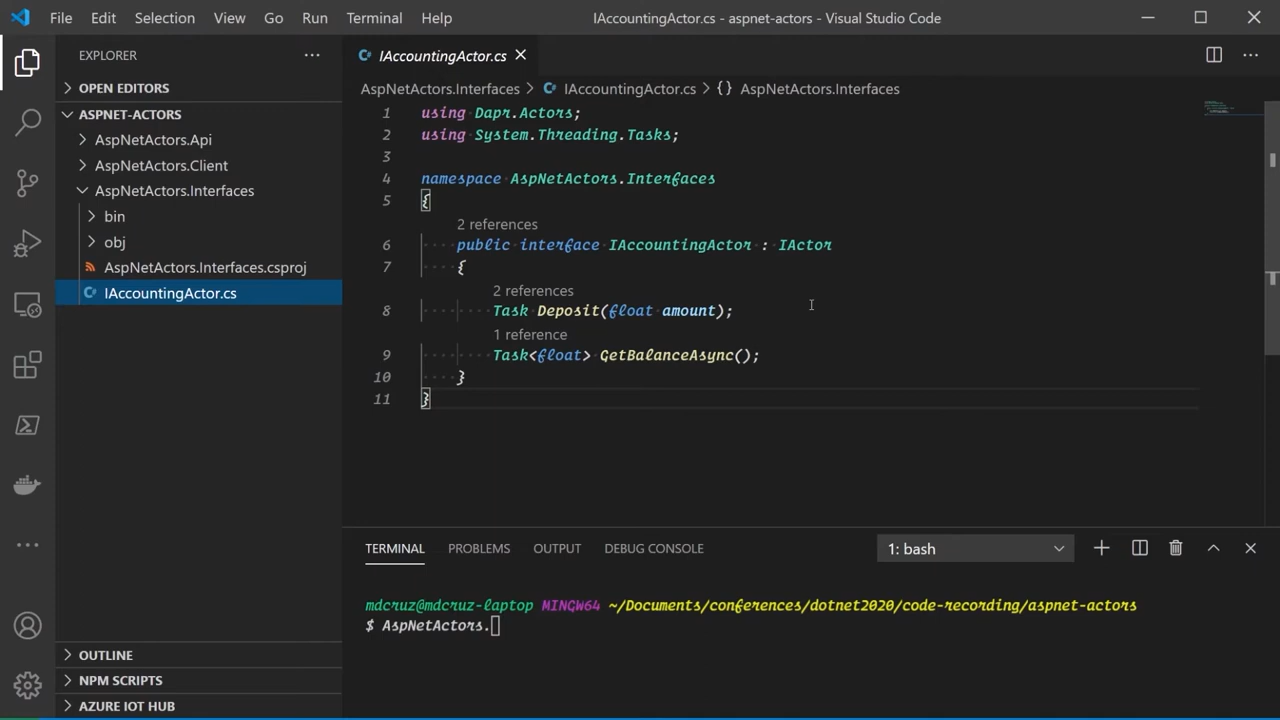 File Edit Selection View Go Run Terminal Help IAccountingActor.cs - aspnet-actors - Visual Studio Code
EXPLORER
OPEN EDITORS
ASPNET-ACTORS
AspNetActors.Api
AspNetActors.Client
AspNetActors.Interfaces
bin
obj
AspNetActors.Interfaces.csproj
IAccountingActor.cs
OUTLINE
NPM SCRIPTS
AZURE IOT HUB
IAccountingActor.cs
AspNetActors.Interfaces > IAccountingActor.cs > {} AspNetActors.Interfaces
1 using Dapr.Actors;
2 using System.Threading.Tasks;
3
4 namespace AspNetActors.Interfaces
5 {
2 references
6 public interface IAccountingActor : IActor
7 {
2 references
8 Task Deposit(float amount);
1 reference
9 Task<float> GetBalanceAsync();
10 }
11 }
TERMINAL PROBLEMS OUTPUT DEBUG CONSOLE 1: bash
mdcruz@mdcruz-laptop MINGW64 ~/Documents/conferences/dotnet2020/code-recording/aspnet-actors
$ AspNetActors.